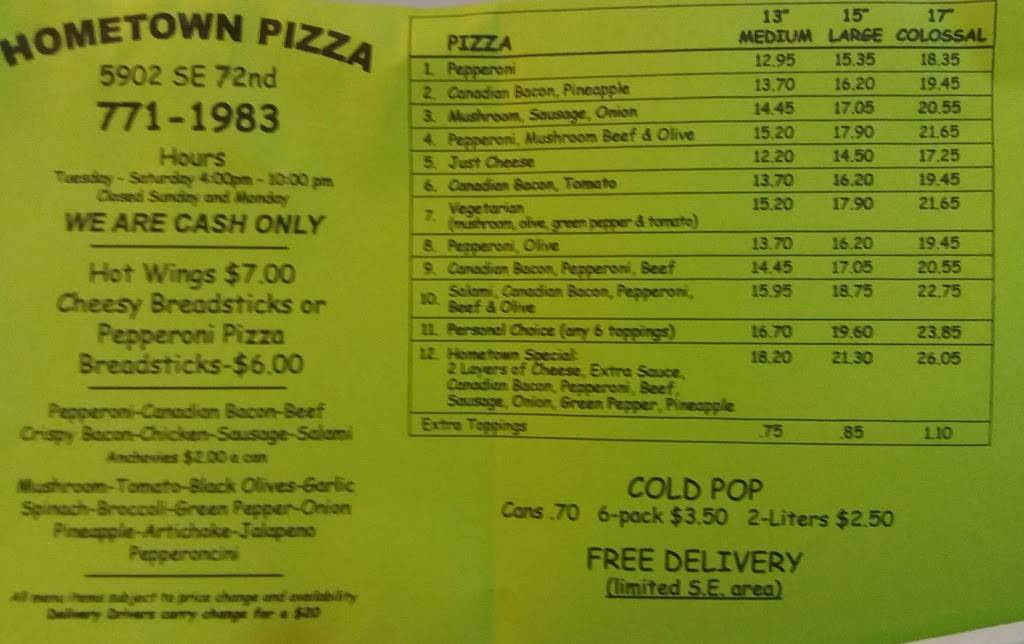 HOMETOWN PIZZA
5902 SE 72nd
771-1983
Hours
Tuesday - Saturday 4:00pm - 10:00 pm
Closed Sunday and Monday
WE ARE CASH ONLY
Hot Wings $7.00
Cheesy Breadsticks or
Pepperoni Pizza
Breadsticks-$6.00
Pepperoni-Canadian Bacon-Beef
Crispy Bacon-Chicken-Sausage-Salami
Anchovies $2.00 a can
Mushroom-Tomato-Black Olives-Garlic
Spinach-Broccoli-Green Pepper-Onion
Pineapple-Artichoke-Jalapeno
Pepperoncini
All menu items subject to price change and availability
Delivery Drivers carry change for a $20
13" 15" 17"
PIZZA MEDIUM LARGE COLOSSAL
1. Pepperoni 12.95 15.35 18.35
2. Canadian Bacon, Pineapple 13.70 16.20 19.45
3. Mushroom, Sausage, Onion 14.45 17.05 20.55
4. Pepperoni, Mushroom Beef & Olive 15.20 17.90 21.65
5. Just Cheese 12.20 14.50 17.25
6. Canadian Bacon, Tomato 13.70 16.20 19.45
7. Vegetarian 15.20 17.90 21.65
(mushroom, olive, green pepper & tomato)
8. Pepperoni, Olive 13.70 16.20 19.45
9. Canadian Bacon, Pepperoni, Beef 14.45 17.05 20.55
10. Salami, Canadian Bacon, Pepperoni, 15.95 18.75 22.75
Beef & Olive
11. Personal Choice (any 6 toppings) 16.70 19.60 23.85
12. Hometown Special: 18.20 21.30 26.05
2 Layers of Cheese, Extra Sauce,
Canadian Bacon, Pepperoni, Beef,
Sausage, Onion, Green Pepper, Pineapple
Extra Toppings .75 .85 1.10
COLD POP
Cans .70 6-pack $3.50 2-Liters $2.50
FREE DELIVERY
(limited S.E. area)